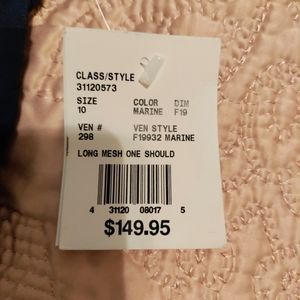 CLASS/STYLE
31120573
SIZE COLOR DIM
10 MARINE F19
VEN # VEN STYLE
298 F19932 MARINE
LONG MESH ONE SHOULD
4 31120 08017 5
$149.95